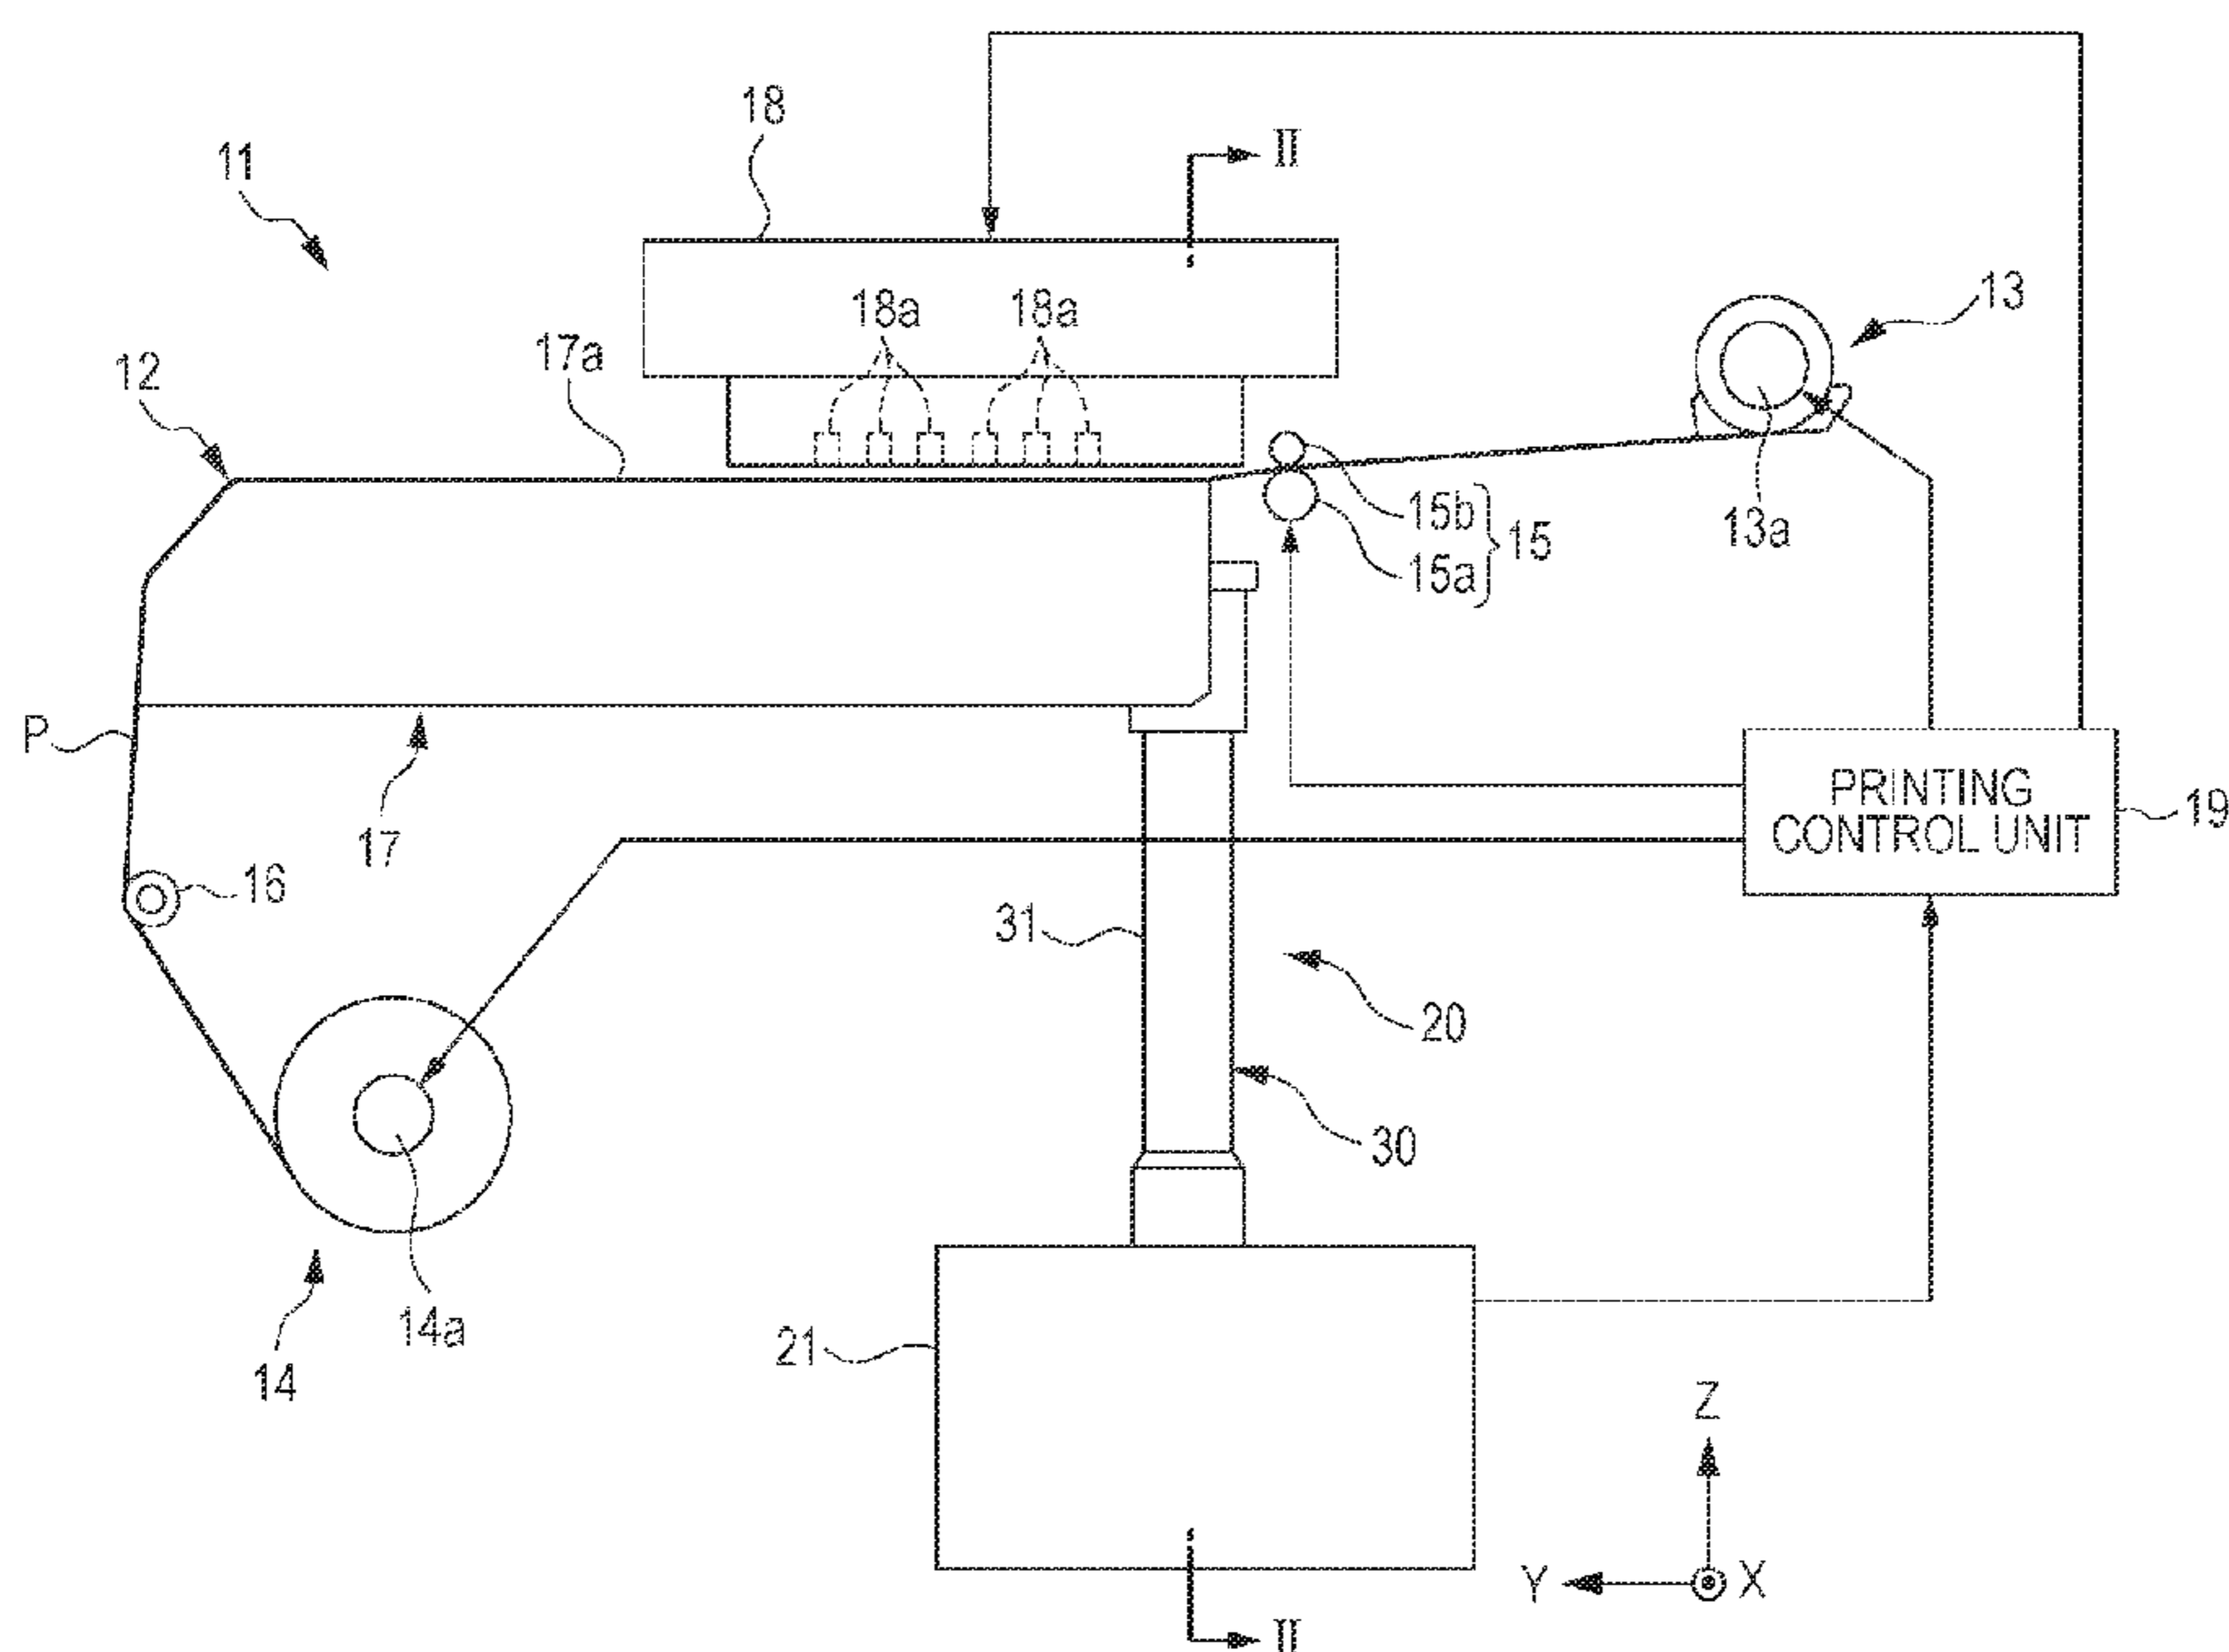 18
II
11
13
18a 18a
17a
12
15b
15a
15
13a
P
PRINTING
CONTROL UNIT
19
17
16
31
20
30
14a
14
21
Z
Y
X
II